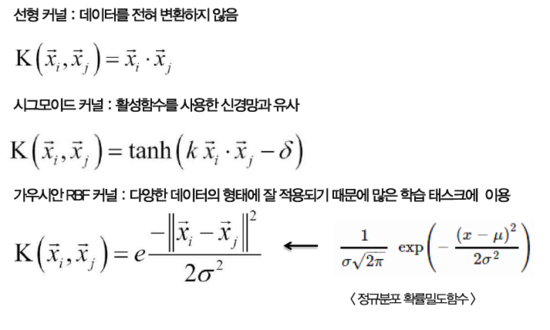 선형 커널 : 데이터를 전혀 변환하지 않음
K(x⃗ᵢ, x⃗ⱼ) = x⃗ᵢ · x⃗ⱼ
시그모이드 커널 : 활성함수를 사용한 신경망과 유사
K(x⃗ᵢ, x⃗ⱼ) = tanh(k x⃗ᵢ · x⃗ⱼ − δ)
가우시안 RBF 커널 : 다양한 데이터의 형태에 잘 적용되기 때문에 많은 학습 태스크에 이용
K(x⃗ᵢ, x⃗ⱼ) = e −‖x⃗ᵢ − x⃗ⱼ‖² / 2σ² ← 1 / σ√2π exp(− (x − μ)² / 2σ²)
< 정규분포 확률밀도함수 >